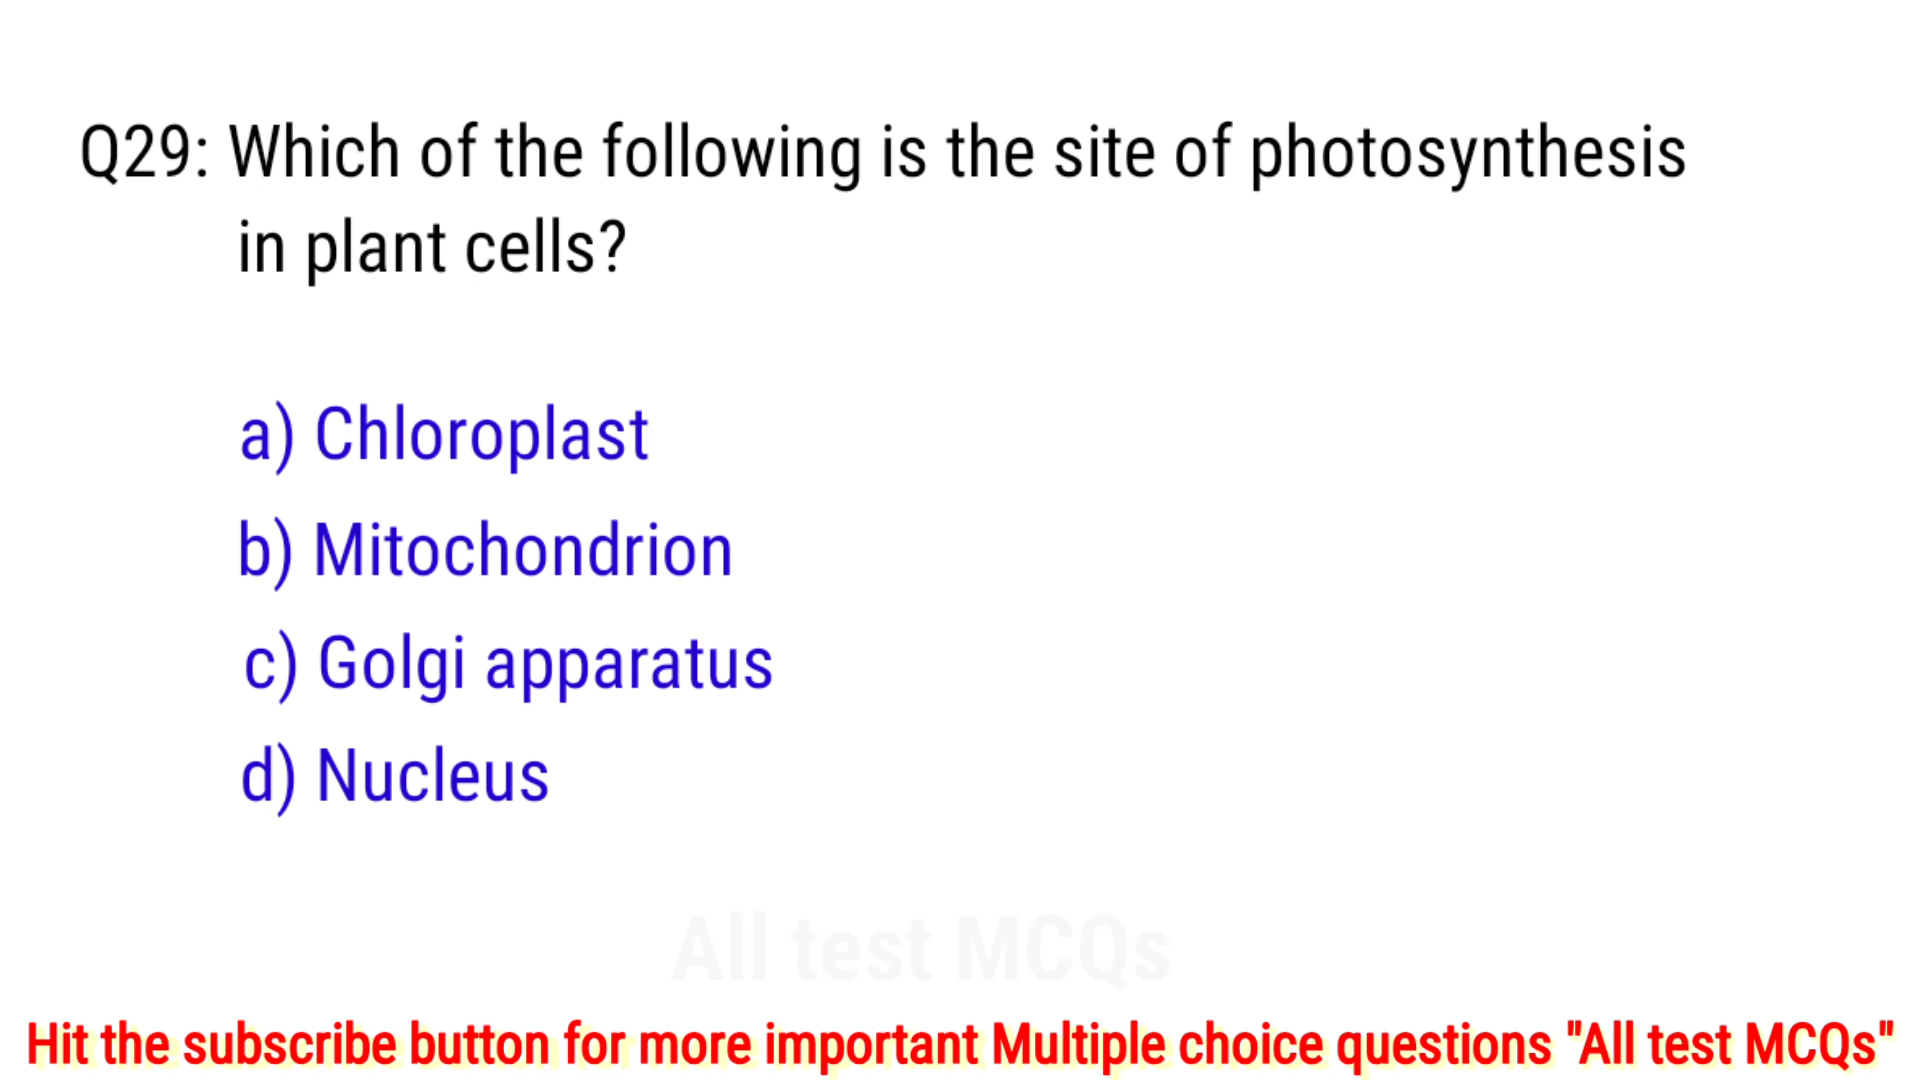 Q29: Which of the following is the site of photosynthesis
in plant cells?
a) Chloroplast
b) Mitochondrion
c) Golgi apparatus
d) Nucleus
All test MCQs
Hit the subscribe button for more important Multiple choice questions "All test MCQs"